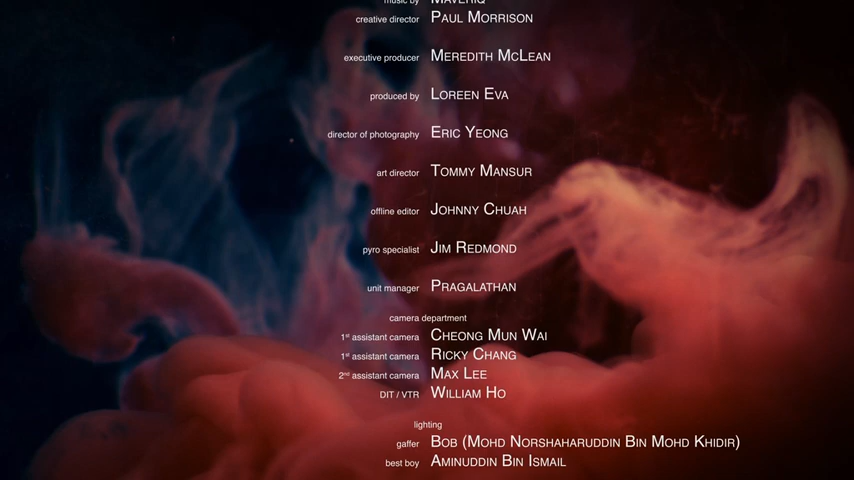 music by MAVERIQ
creative director PAUL MORRISON
executive producer MEREDITH MCLEAN
produced by LOREEN EVA
director of photography ERIC YEONG
art director TOMMY MANSUR
offline editor JOHNNY CHUAH
pyro specialist JIM REDMOND
unit manager PRAGALATHAN
camera department
1st assistant camera CHEONG MUN WAI
1st assistant camera RICKY CHANG
2nd assistant camera MAX LEE
DIT / VTR WILLIAM HO
lighting
gaffer BOB (MOHD NORSHAHARUDDIN BIN MOHD KHIDIR)
best boy AMINUDDIN BIN ISMAIL